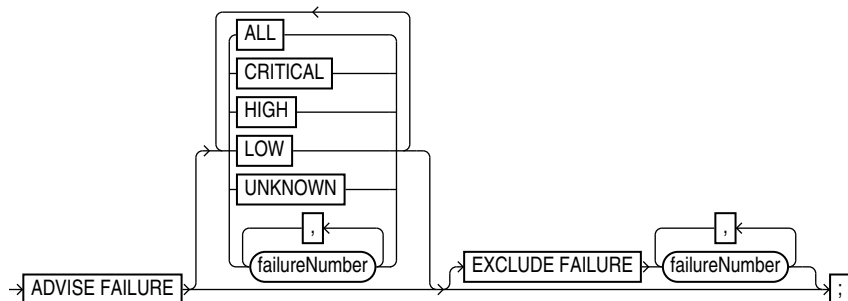 ALL
CRITICAL
HIGH
LOW
UNKNOWN
, ,
failureNumber EXCLUDE FAILURE failureNumber
ADVISE FAILURE ;